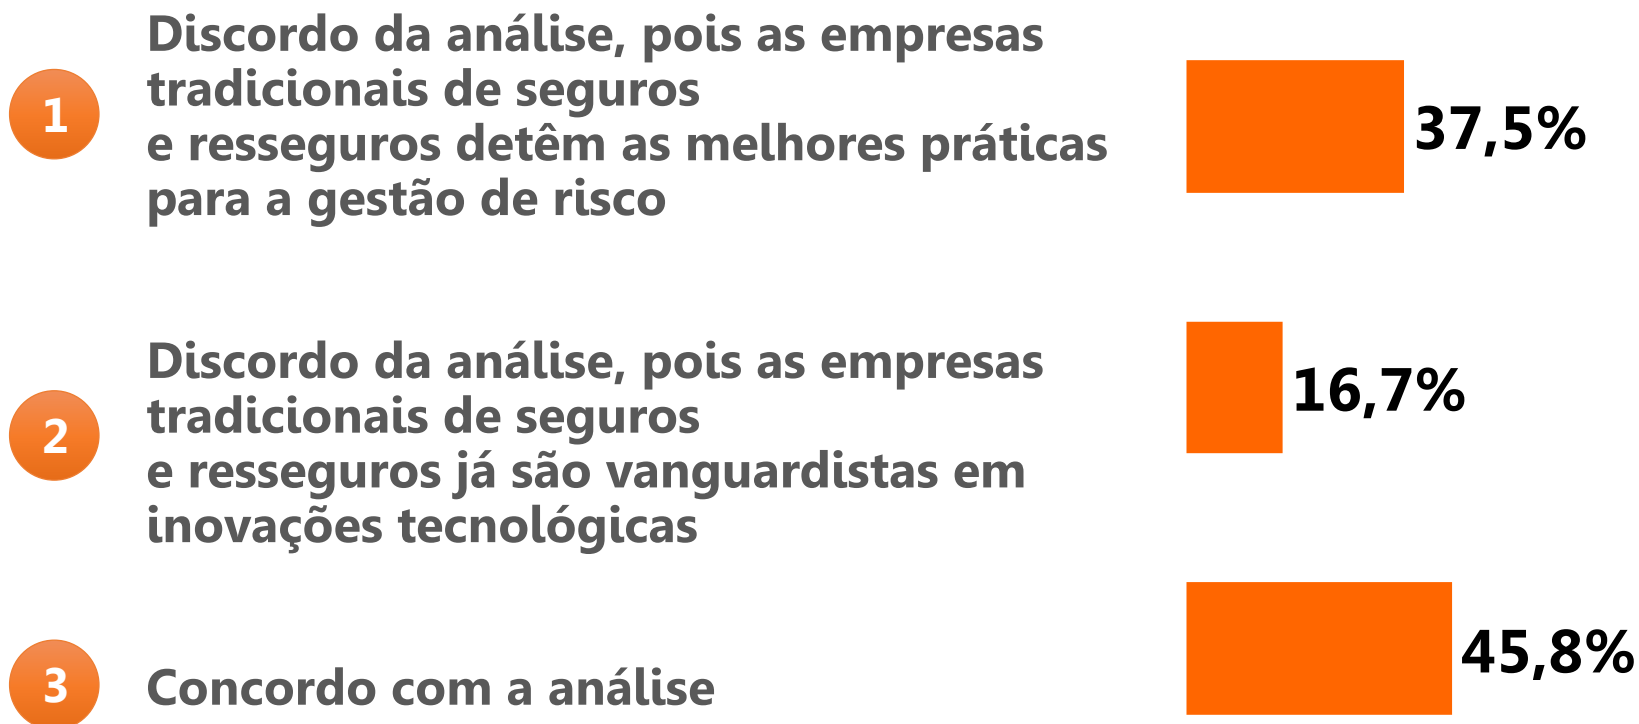 1
Discordo da análise, pois as empresas
tradicionais de seguros
e resseguros detêm as melhores práticas
para a gestão de risco
37,5%
2
Discordo da análise, pois as empresas
tradicionais de seguros
e resseguros já são vanguardistas em
inovações tecnológicas
16,7%
3
Concordo com a análise
45,8%